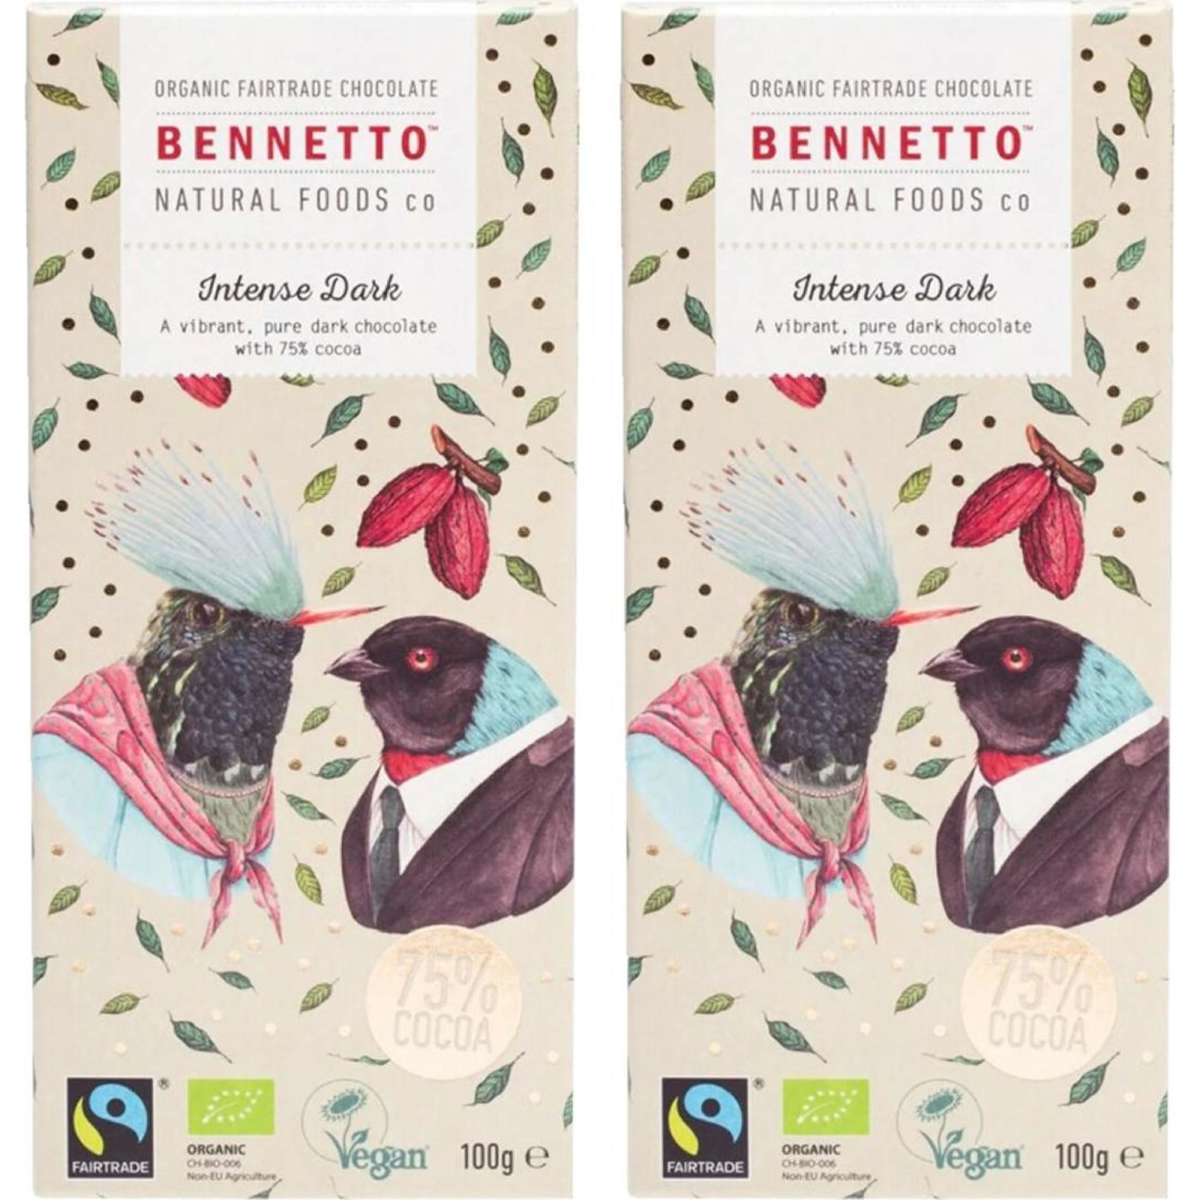 ORGANIC FAIRTRADE CHOCOLATE
BENNETTO™
NATURAL FOODS co
Intense Dark
A vibrant, pure dark chocolate
with 75% cocoa
75%
COCOA
FAIRTRADE
®
ORGANIC
CH-BIO-006
Non-EU Agriculture
Vegan
100g ℮
ORGANIC FAIRTRADE CHOCOLATE
BENNETTO™
NATURAL FOODS co
Intense Dark
A vibrant, pure dark chocolate
with 75% cocoa
75%
COCOA
FAIRTRADE
®
ORGANIC
CH-BIO-006
Non-EU Agriculture
Vegan
100g ℮